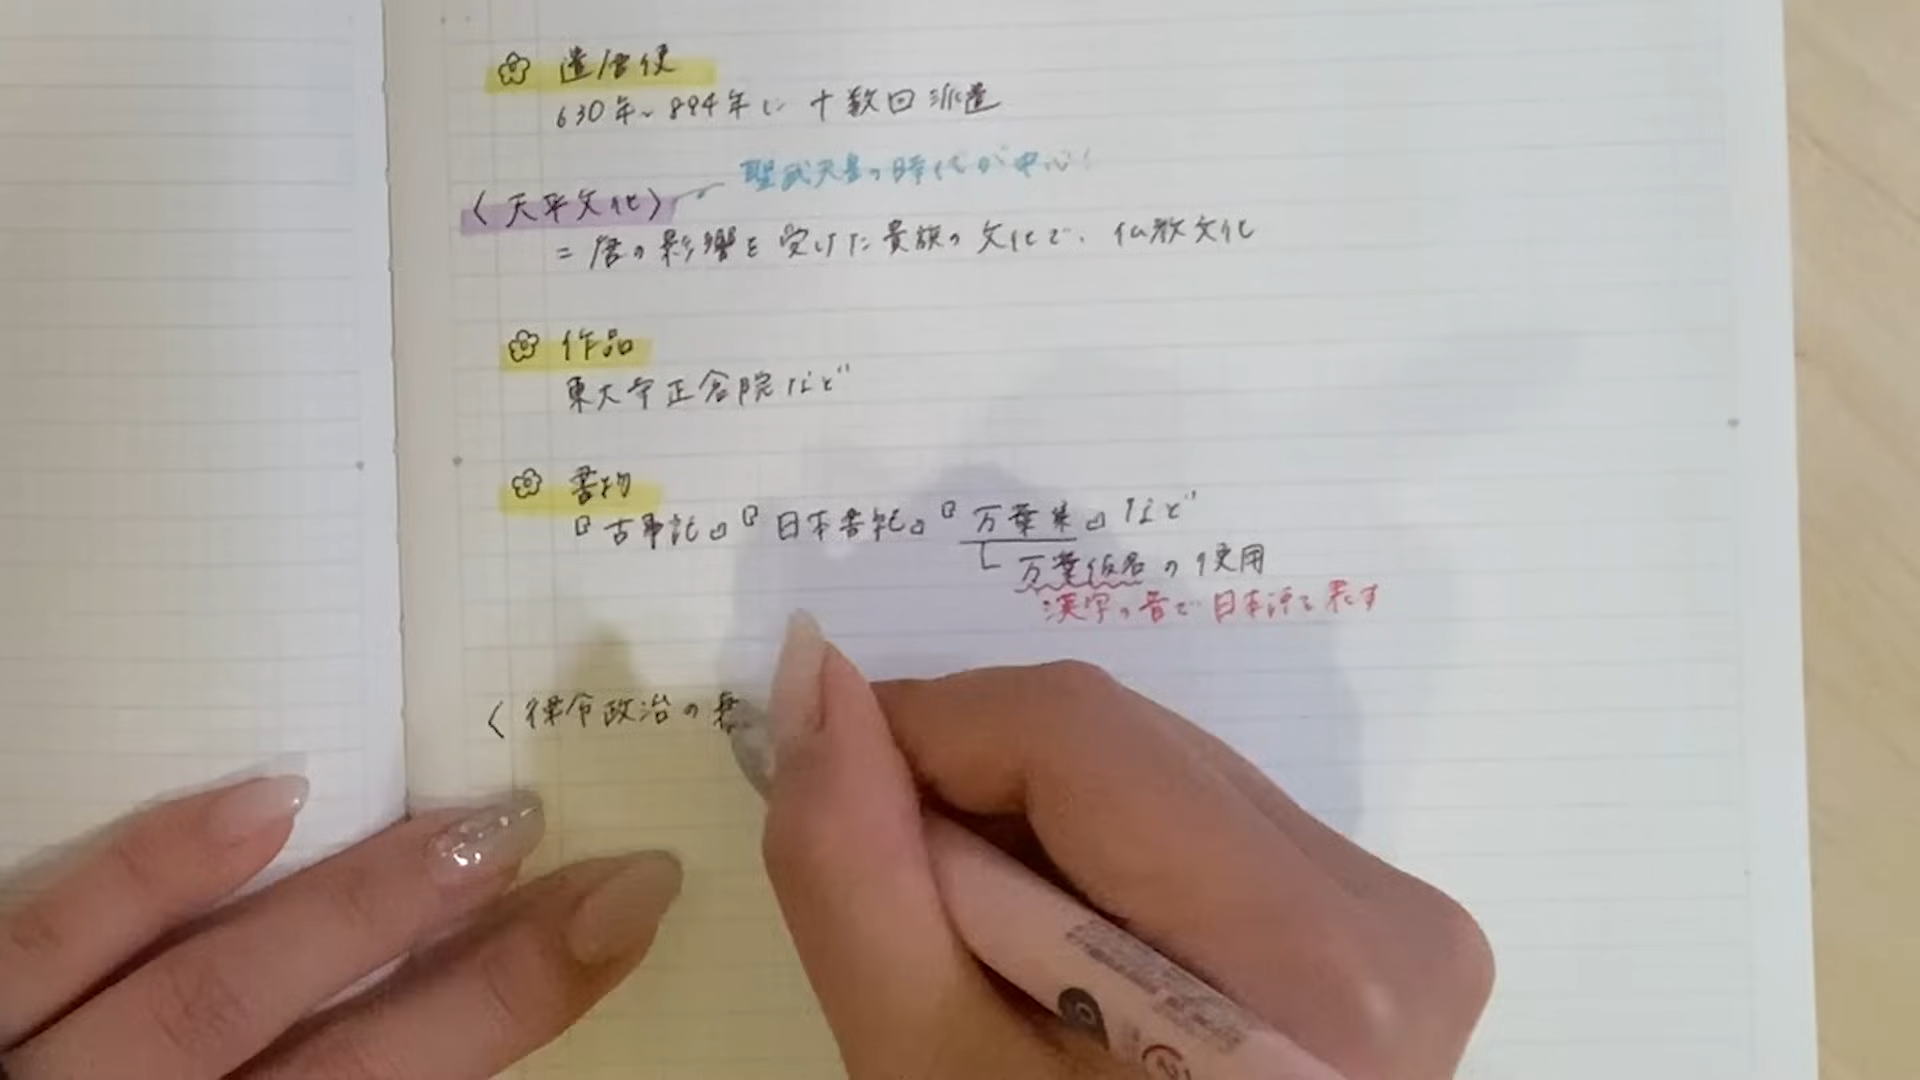 遣唐使
630年~894年に十数回派遣
聖武天皇の時代が中心!
〈天平文化〉
=唐の影響を受けた貴族の文化で、仏教文化
作品
東大寺正倉院など
書物
『古事記』『日本書紀』『万葉集』など
万葉仮名の使用
漢字の音で日本語を表す
〈律令政治の